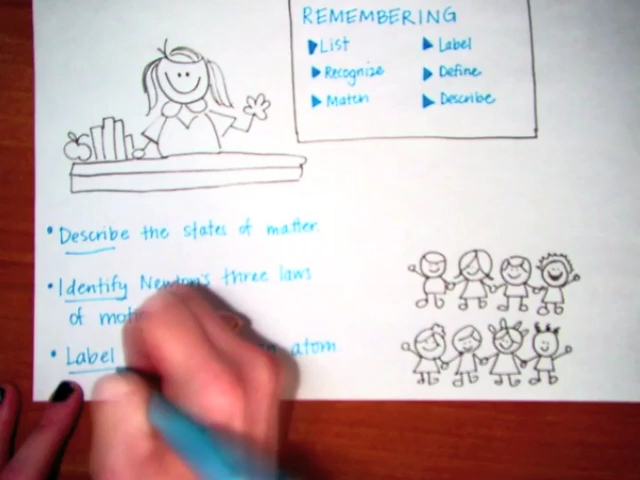 REMEMBERING
List
Label
Recognize
Define
Match
Describe
Describe the states of matter.
Identify Newton's three laws
of
Label atom